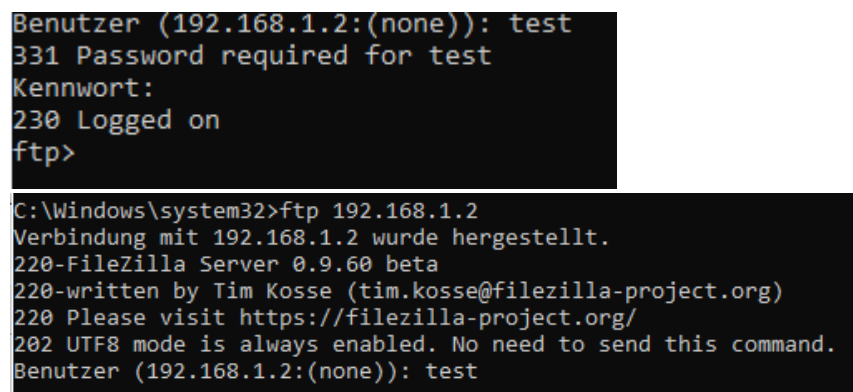 Benutzer (192.168.1.2:(none)): test
331 Password required for test
Kennwort:
230 Logged on
ftp>
C:\Windows\system32>ftp 192.168.1.2
Verbindung mit 192.168.1.2 wurde hergestellt.
220-FileZilla Server 0.9.60 beta
220-written by Tim Kosse (tim.kosse@filezilla-project.org)
220 Please visit https://filezilla-project.org/
202 UTF8 mode is always enabled. No need to send this command.
Benutzer (192.168.1.2:(none)): test